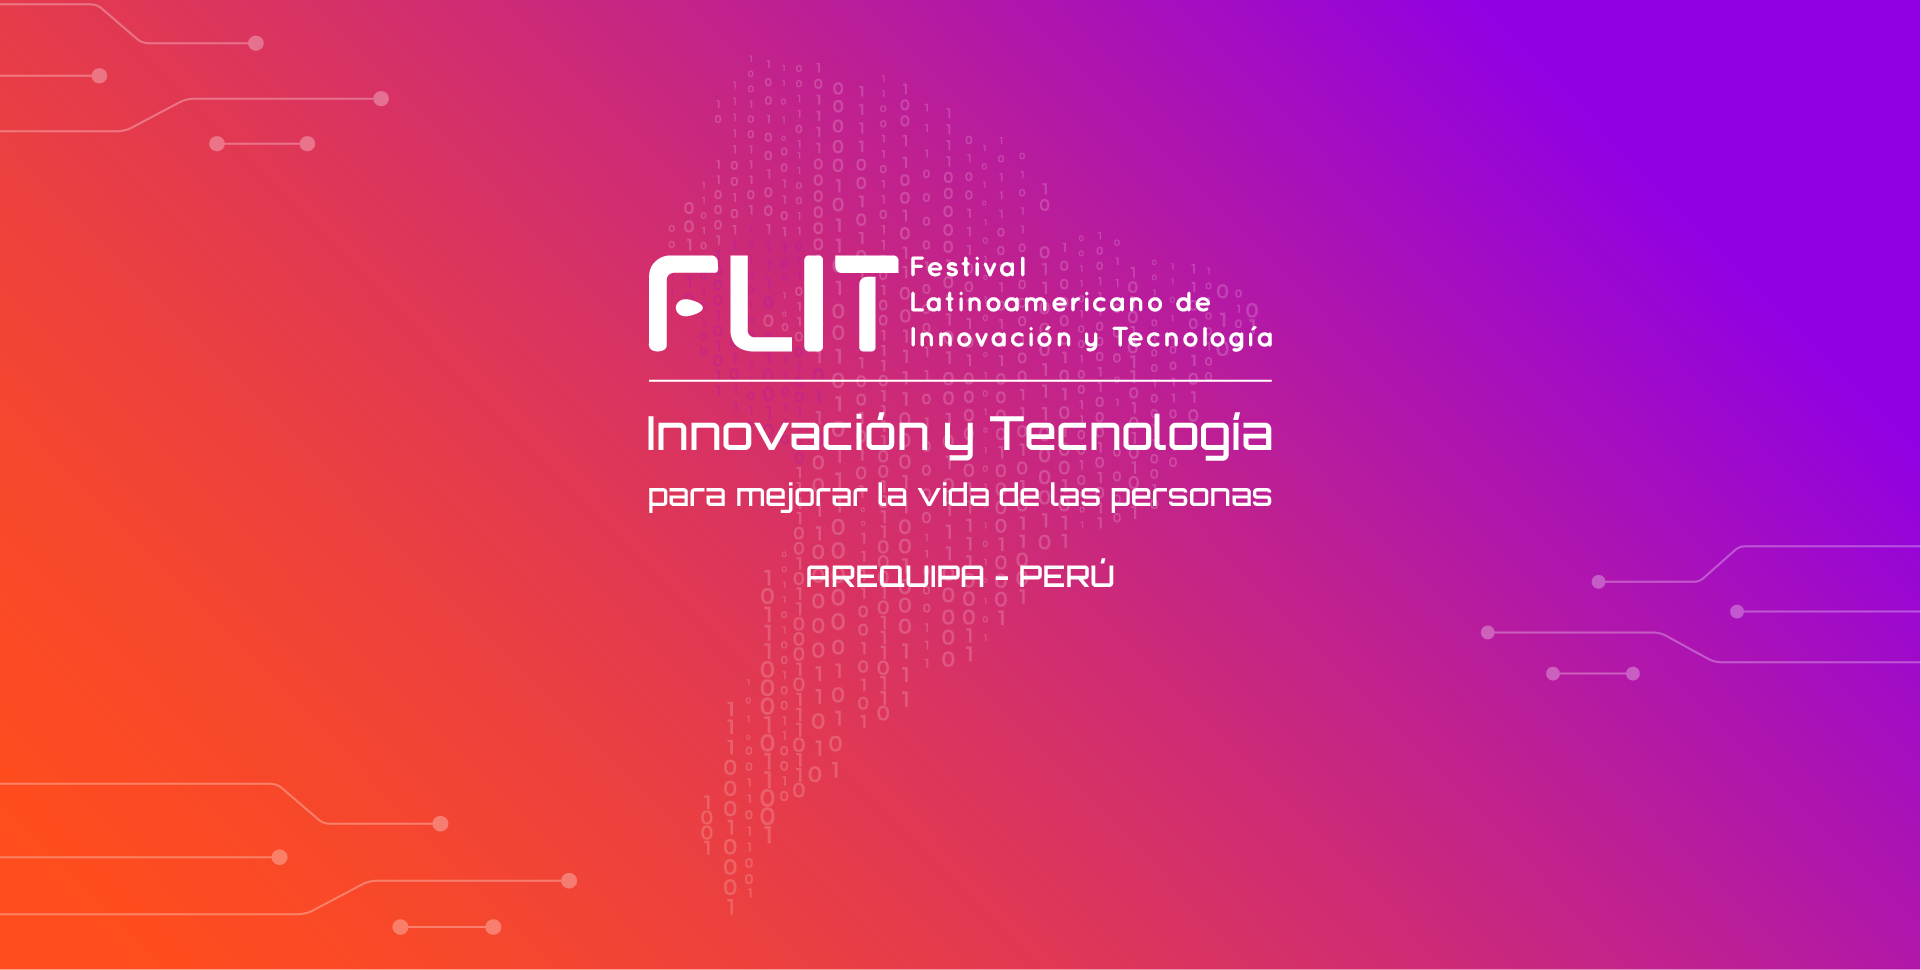 FLIT
Festival
Latinoamericano de
Innovación y Tecnología
Innovación y Tecnología
para mejorar la vida de las personas
AREQUIPA - PERÚ